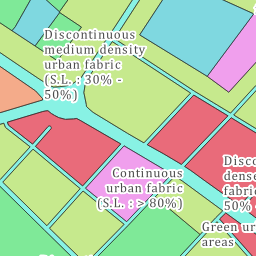 Discontinuous
medium density
urban fabric
(S.L. : 30% -
50%)
Continuous
urban fabric
(S.L. : > 80%)
Disco
dense
fabric
50% -
Green ur
areas